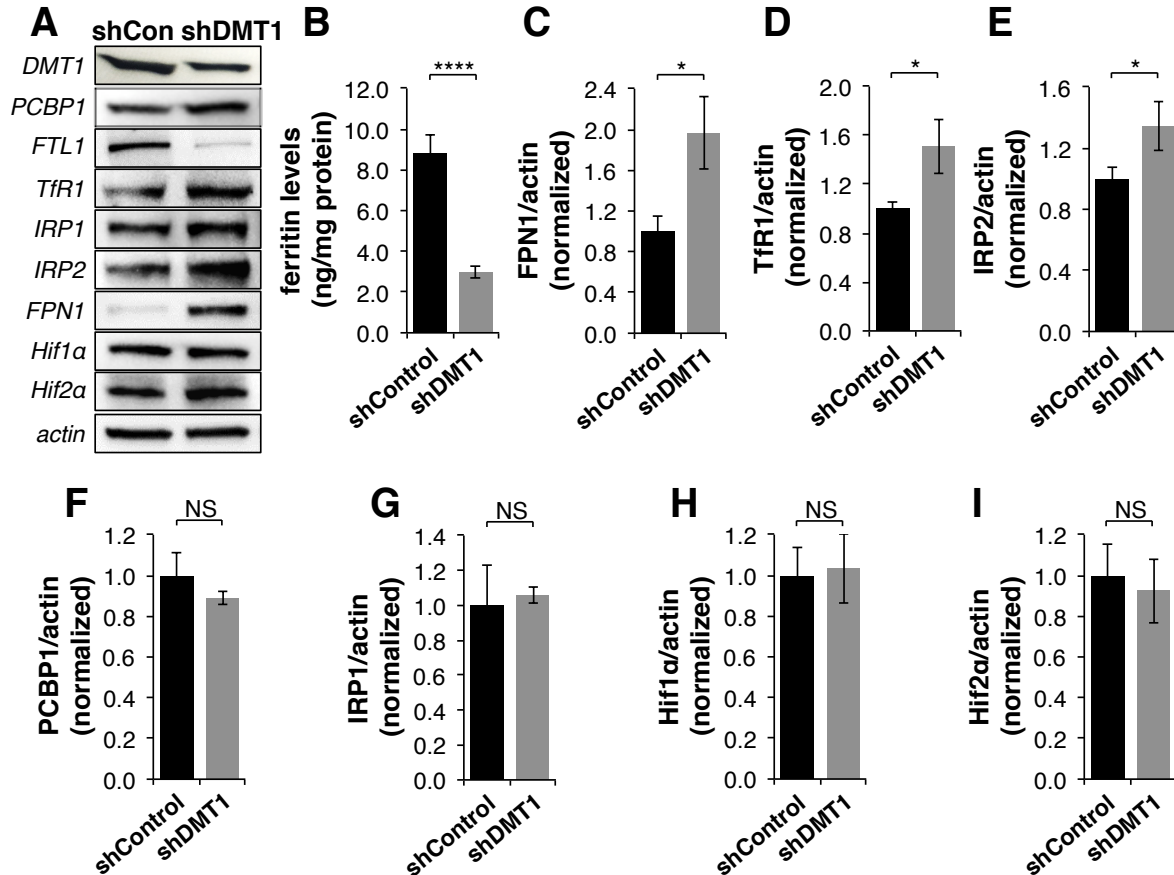 A
shCon shDMT1
DMT1
PCBP1
FTL1
TfR1
IRP1
IRP2
FPN1
Hif1α
Hif2α
actin
B
****
ferritin levels
(ng/mg protein)
12.0
10.0
8.0
6.0
4.0
2.0
0.0
shControl
shDMT1
C
*
FPN1/actin
(normalized)
2.4
2.0
1.6
1.2
0.8
0.4
0.0
shControl
shDMT1
D
*
TfR1/actin
(normalized)
2.0
1.6
1.2
0.8
0.4
0.0
shControl
shDMT1
E
*
IRP2/actin
(normalized)
1.6
1.2
0.8
0.4
0.0
shControl
shDMT1
F
NS
PCBP1/actin
(normalized)
1.2
1.0
0.8
0.6
0.4
0.2
0.0
shControl
shDMT1
G
NS
IRP1/actin
(normalized)
1.4
1.2
1.0
0.8
0.6
0.4
0.2
0.0
shControl
shDMT1
H
NS
Hif1α/actin
(normalized)
1.2
1.0
0.8
0.6
0.4
0.2
0.0
shControl
shDMT1
I
NS
Hif2α/actin
(normalized)
1.2
1.0
0.8
0.6
0.4
0.2
0.0
shControl
shDMT1